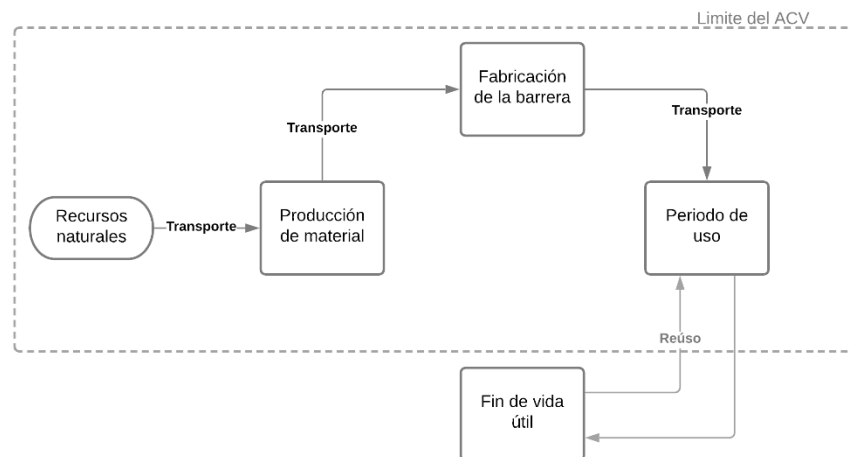 Limite del ACV
Fabricación
de la barrera
Transporte
Transporte
Recursos
naturales
Transporte
Producción
de material
Periodo de
uso
Reúso
Fin de vida
útil